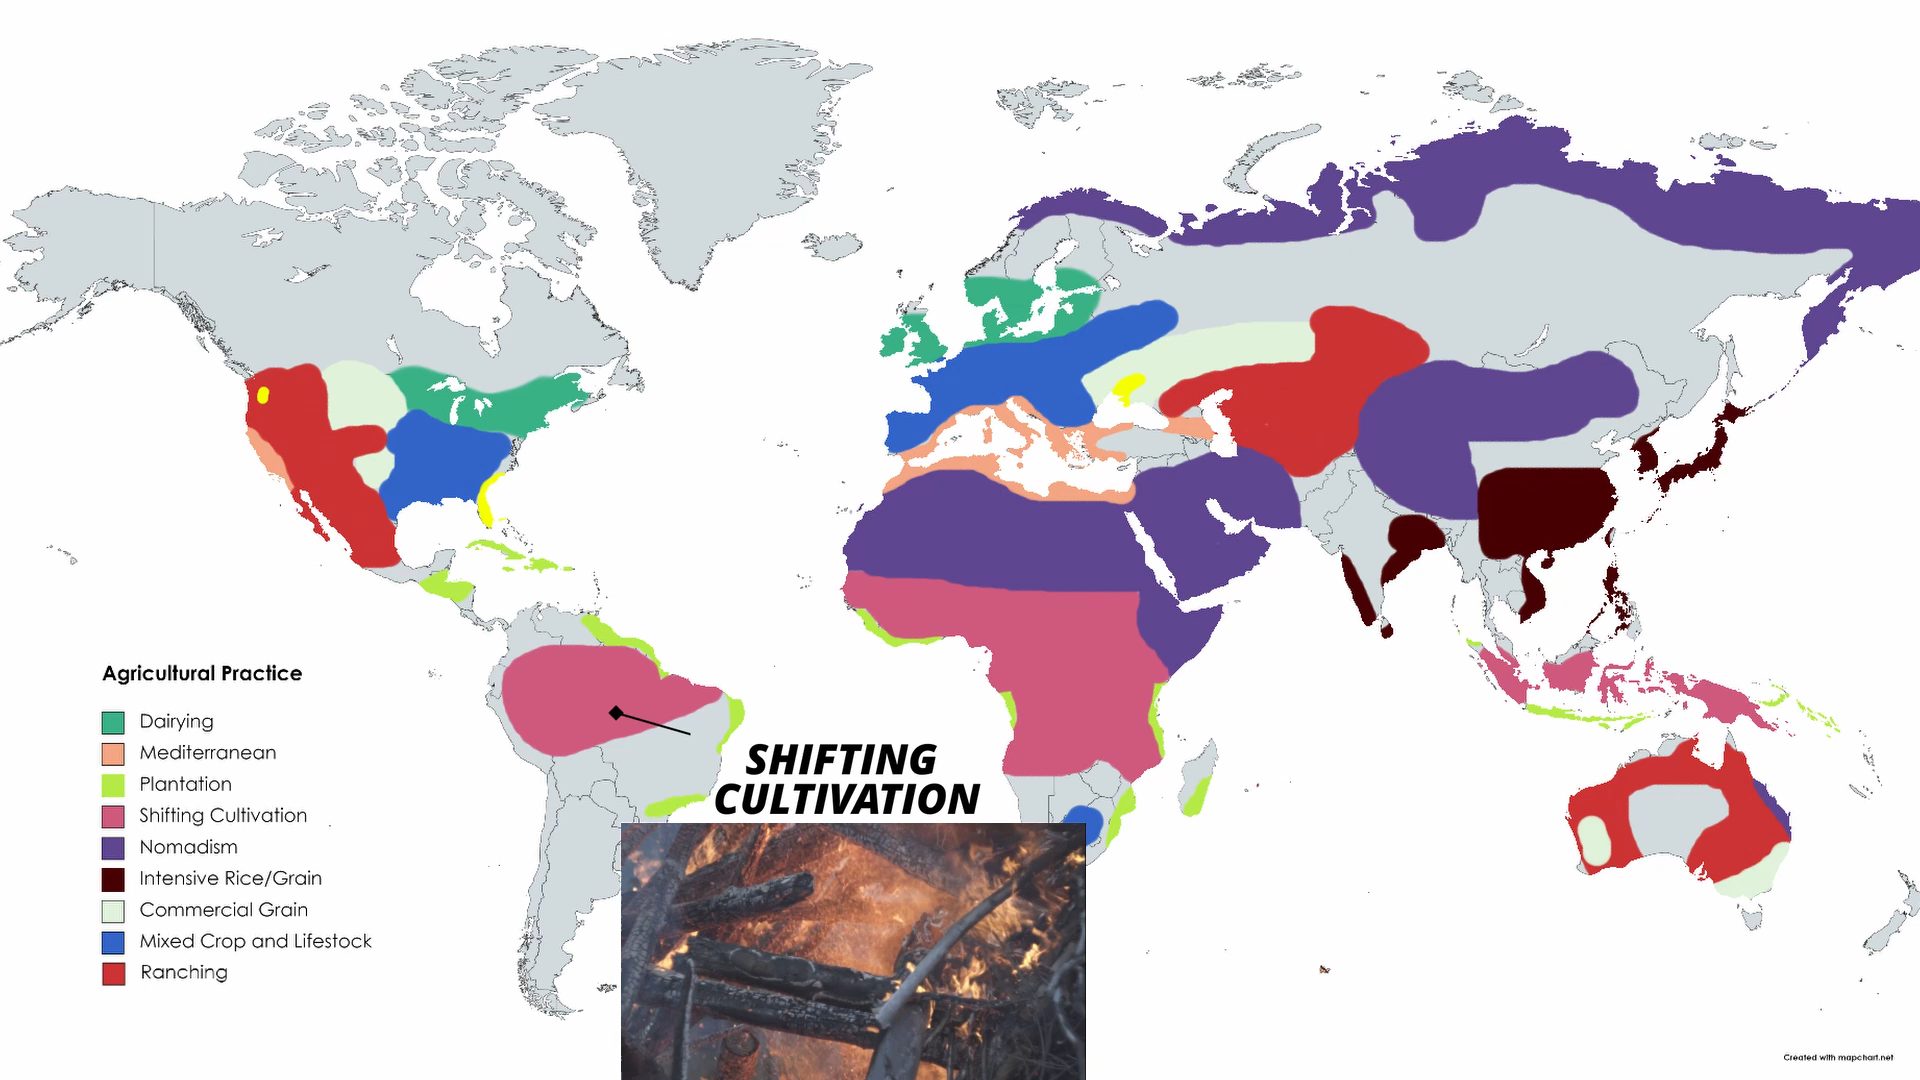 SHIFTING
CULTIVATION
Agricultural Practice
Dairying
Mediterranean
Plantation
Shifting Cultivation
Nomadism
Intensive Rice/Grain
Commercial Grain
Mixed Crop and Lifestock
Ranching
Created with mapchart.net